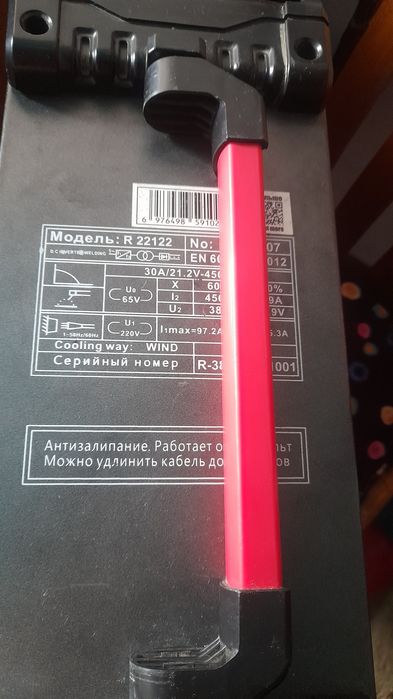 6 976498 59102
Модель: R 22122 No: 07
D.C INVERTER WELDING EN 60 012
30A/21.2V-450
X 60 0%
U₀ 65V I₂ 450 9A
U₂ 38 9V
U₁ 220V I₁max=97.2A 5.3A
1~50Hz/60Hz
Cooling way: WIND
Серийный номер R-38 1001
Антизалипание. Работает о льт
Можно удлинить кабель до ов